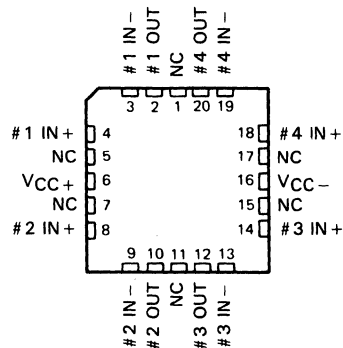 #1 IN −
#1 OUT
NC
#4 OUT
#4 IN −
3 2 1 20 19
#1 IN + 4 18 #4 IN +
NC 5 17 NC
VCC+ 6 16 VCC−
NC 7 15 NC
#2 IN + 8 14 #3 IN +
9 10 11 12 13
#2 IN −
#2 OUT
NC
#3 OUT
#3 IN −